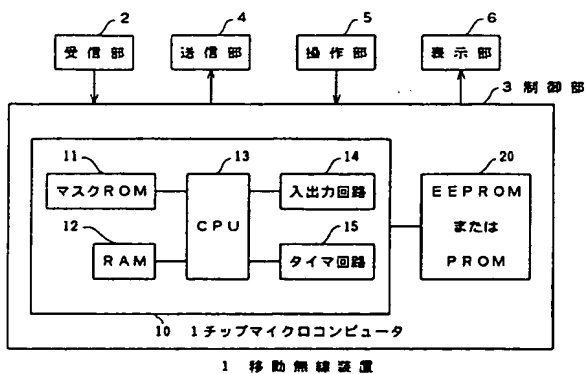 2 4 5 6
受信部 送信部 操作部 表示部
3 制御部
11 13 14 20
マスクROM CPU 入出力回路 EEPROM
または
PROM
12 15
RAM タイマ回路
10 1チップマイクロコンピュータ
1 移動無線装置